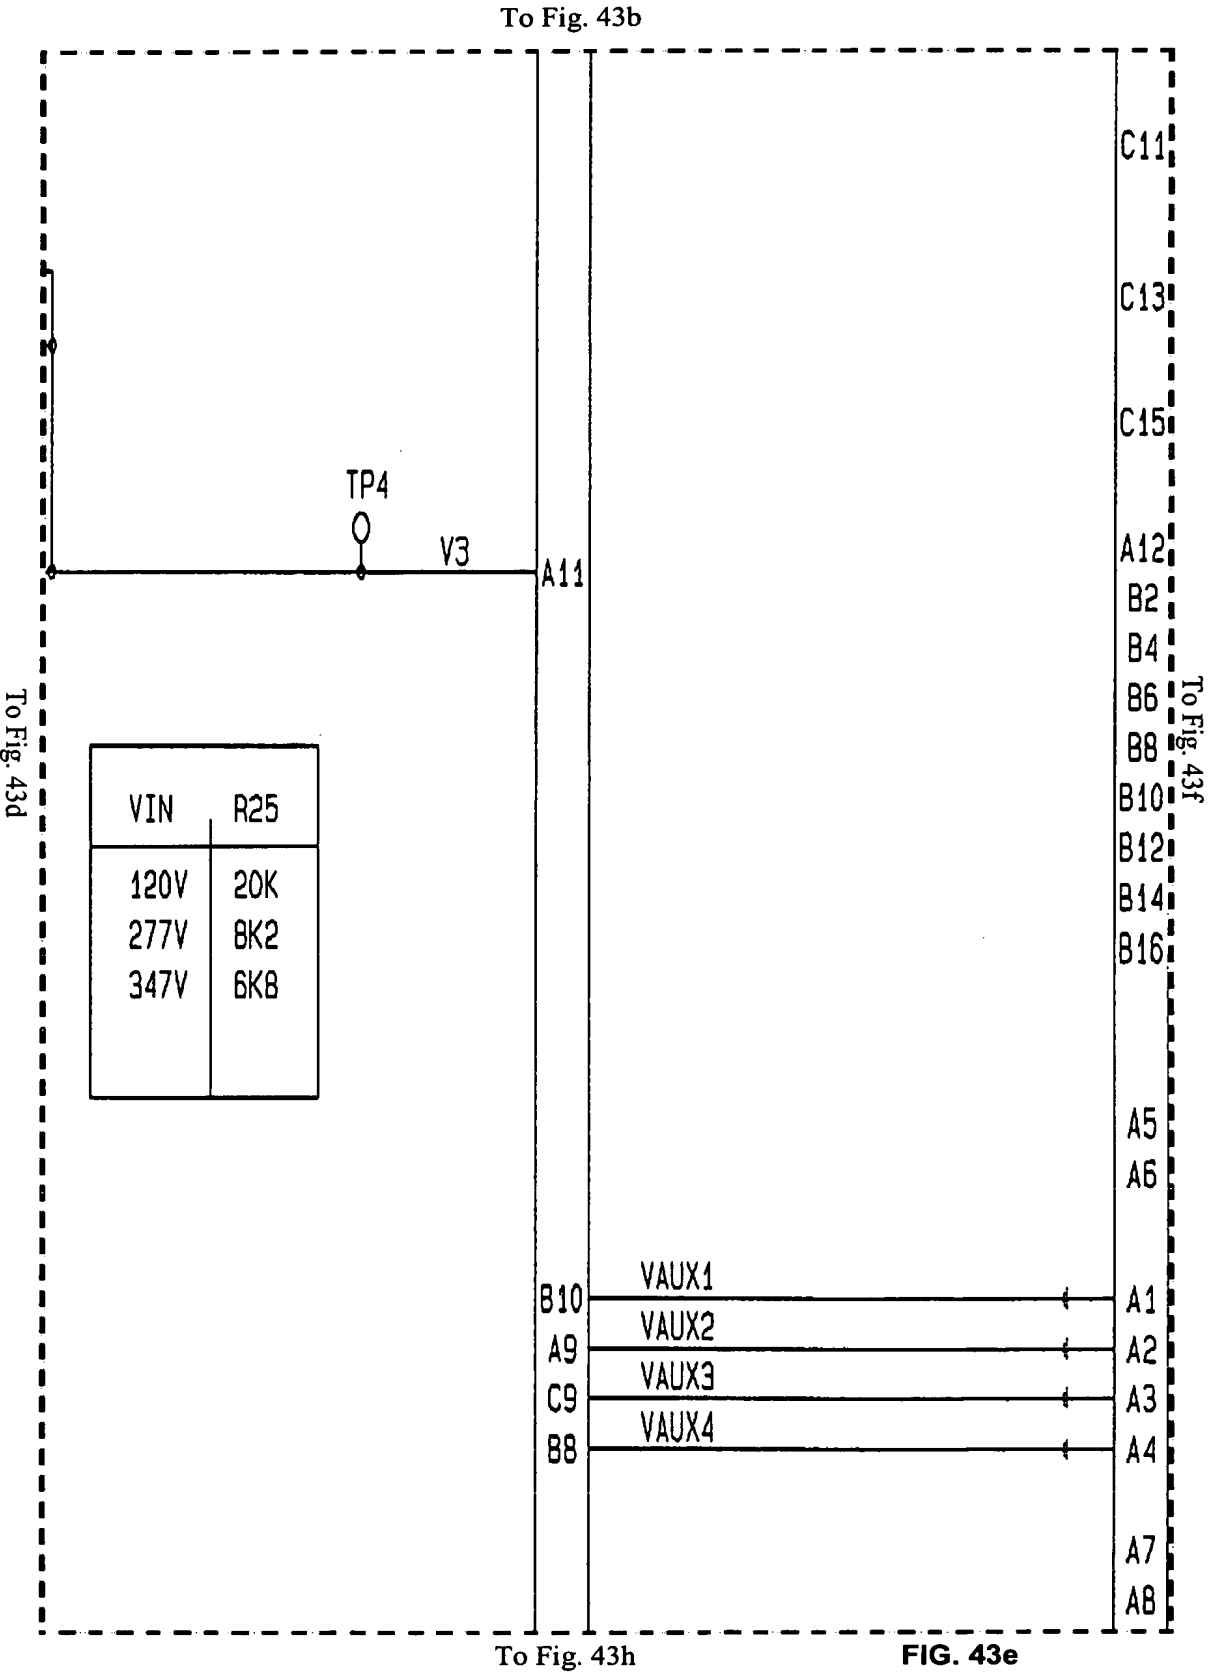 To Fig. 43b
C11
C13
C15
TP4
V3
A11
A12
B2
B4
B6
B8
B10
B12
B14
B16
To Fig. 43d
To Fig. 43f
VIN R25
120V 20K
277V 8K2
347V 6K8
A5
A6
B10 VAUX1 A1
A9 VAUX2 A2
C9 VAUX3 A3
B8 VAUX4 A4
A7
A8
To Fig. 43h
FIG. 43e